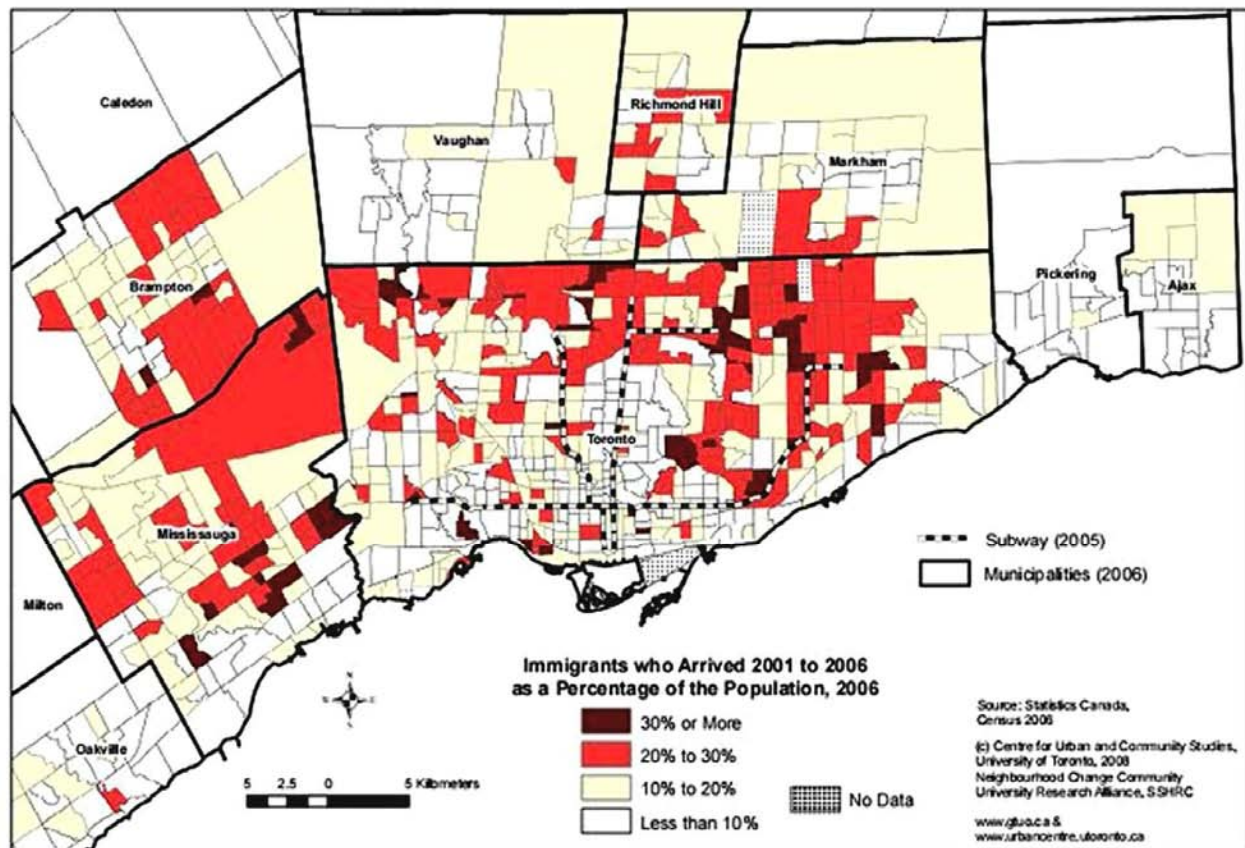 Caledon
Vaughan
Richmond Hill
Markham
Brampton
Pickering
Ajax
Toronto
Mississauga
Milton
Oakville
Subway (2005)
Municipalities (2006)
Immigrants who Arrived 2001 to 2006
as a Percentage of the Population, 2006
30% or More
20% to 30%
10% to 20%
Less than 10%
No Data
5 2.5 0 5 Kilometers
N
E
S
Source: Statistics Canada,
Census 2006
(c) Centre for Urban and Community Studies,
University of Toronto, 2008
Neighbourhood Change Community
University Research Alliance, SSHRC
www.gtuo.ca &
www.urbancentre.utoronto.ca